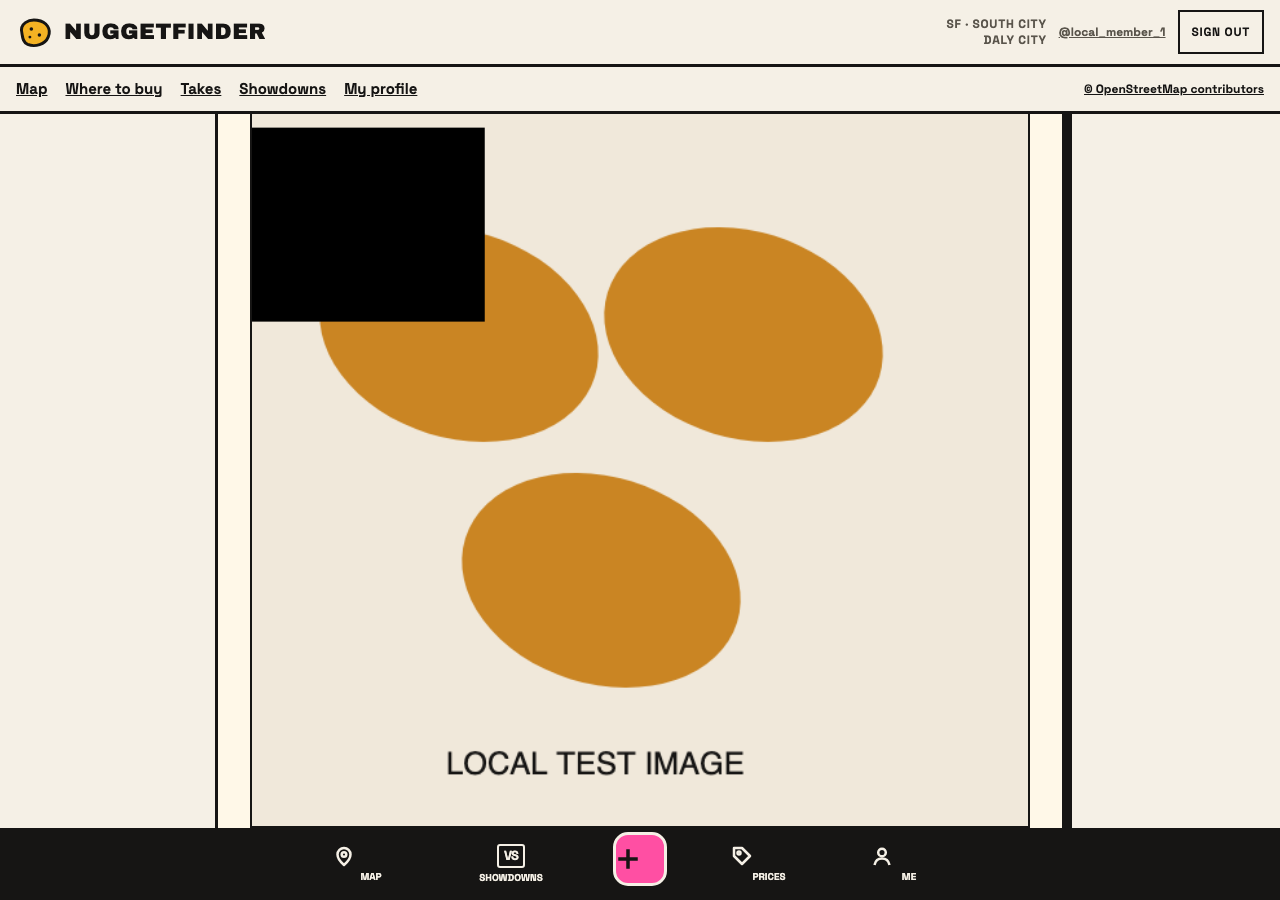 NUGGETFINDER
SF · SOUTH CITY
DALY CITY
@local_member_1
SIGN OUT
Map
Where to buy
Takes
Showdowns
My profile
© OpenStreetMap contributors
LOCAL TEST IMAGE
MAP
VS
SHOWDOWNS
+
PRICES
ME